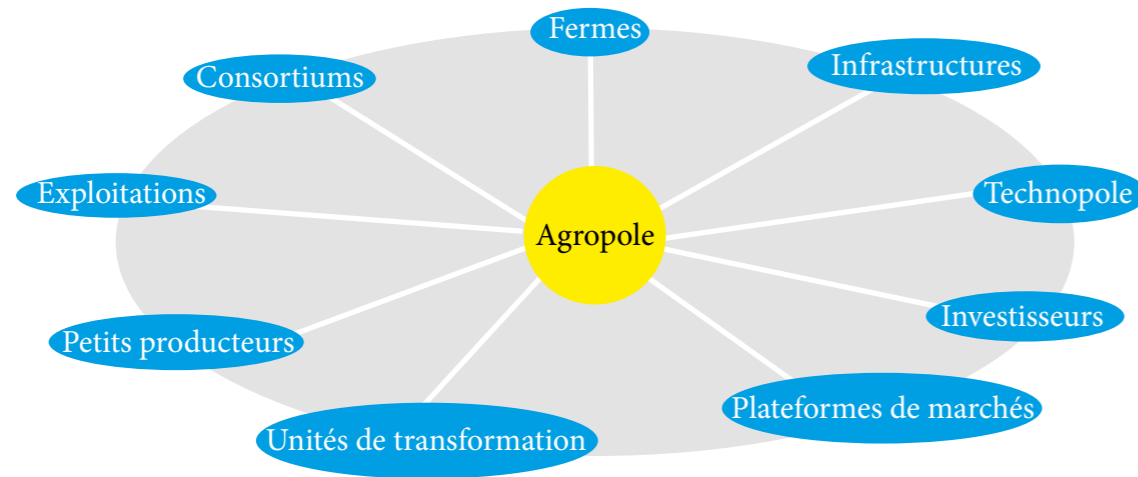 Fermes
Consortiums
Infrastructures
Exploitations
Technopole
Agropole
Petits producteurs
Investisseurs
Plateformes de marchés
Unités de transformation